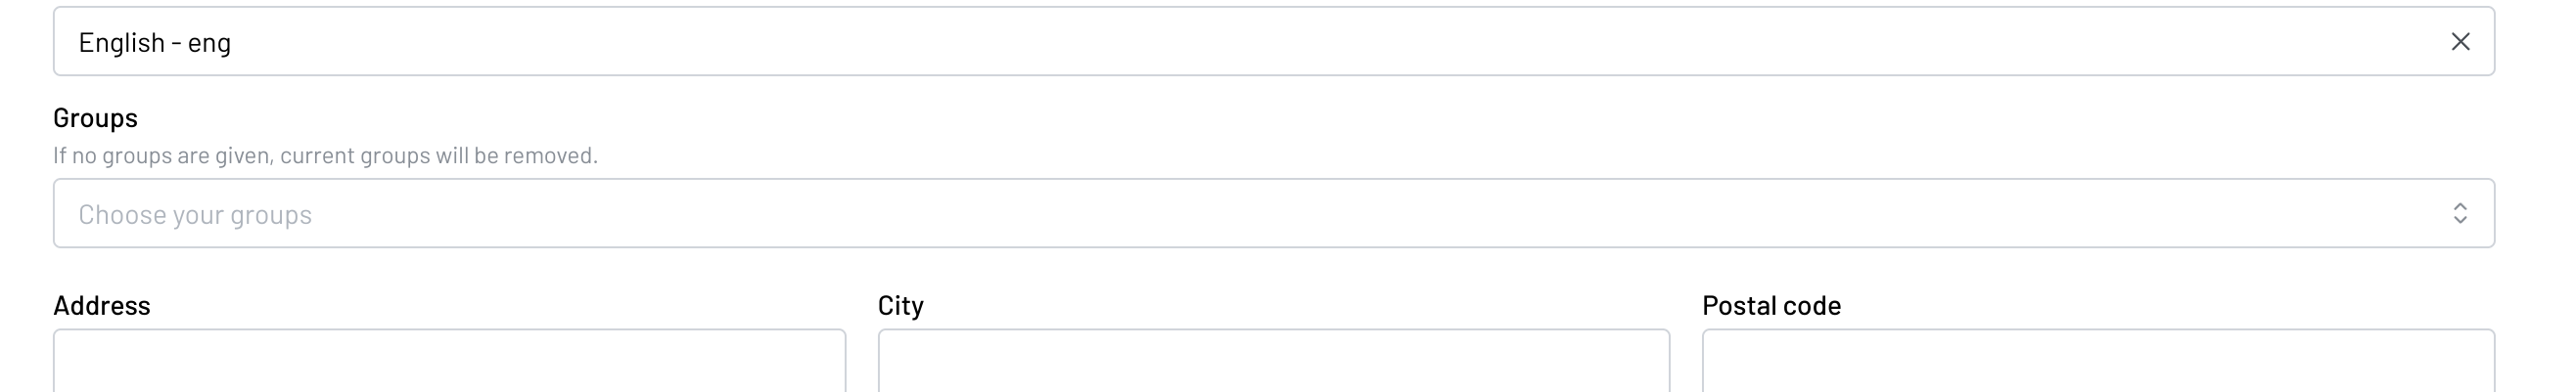 English - eng
Groups
If no groups are given, current groups will be removed.
Choose your groups
Address City Postal code